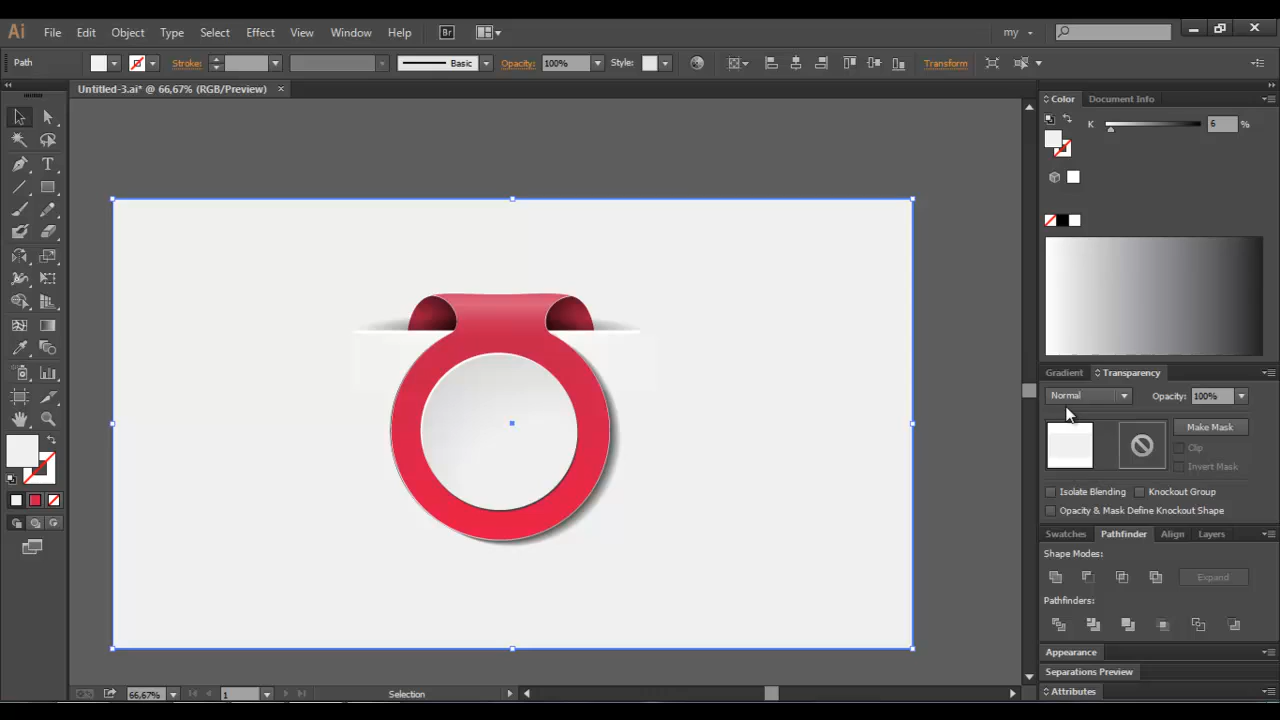 Ai File Edit Object Type Select Effect View Window Help Br my
Path Stroke: Basic Opacity: 100% Style: Transform
Untitled-3.ai* @ 66,67% (RGB/Preview) ×
Color Document Info
K 6 %
Gradient Transparency
Normal Opacity: 100%
Make Mask
Clip
Invert Mask
Isolate Blending Knockout Group
Opacity & Mask Define Knockout Shape
Swatches Pathfinder Align Layers
Shape Modes:
Expand
Pathfinders:
Appearance
Separations Preview
Attributes
66,67% 1 Selection